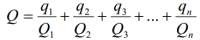 Q = q₁/Q₁ + q₂/Q₂ + q₃/Q₃ + ... + qₙ/Qₙ